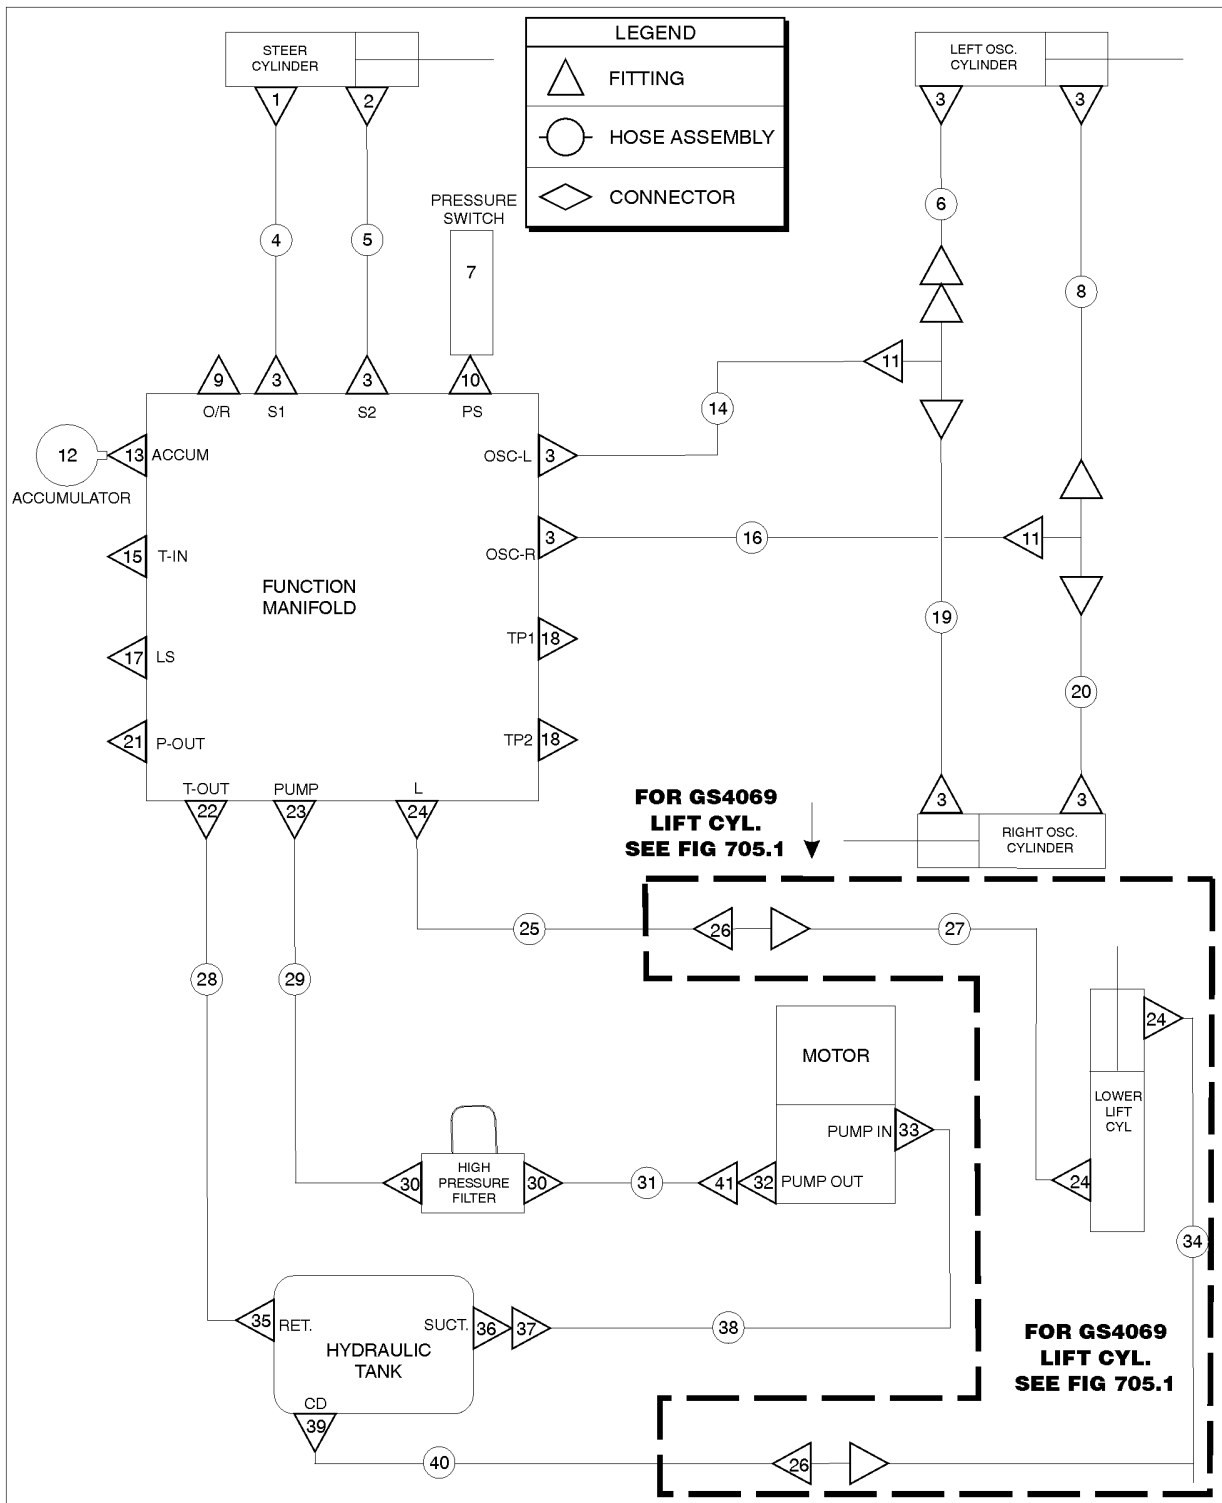 LEGEND
FITTING
HOSE ASSEMBLY
CONNECTOR
STEER
CYLINDER
LEFT OSC.
CYLINDER
1
2
3
3
PRESSURE
SWITCH
6
4
5
7
8
11
9
3
3
10
14
O/R
S1
S2
PS
12
13
ACCUM
OSC-L
3
ACCUMULATOR
15
T-IN
OSC-R
3
16
11
FUNCTION
MANIFOLD
19
17
LS
TP1
18
20
21
P-OUT
TP2
18
T-OUT
PUMP
L
22
23
24
FOR GS4069
LIFT CYL.
SEE FIG 705.1
3
3
RIGHT OSC.
CYLINDER
25
26
27
28
29
24
MOTOR
LOWER
LIFT
CYL
PUMP IN
33
30
HIGH
PRESSURE
FILTER
30
31
41
32
PUMP OUT
24
34
35
RET.
SUCT.
36
37
38
HYDRAULIC
TANK
FOR GS4069
LIFT CYL.
SEE FIG 705.1
CD
39
40
26